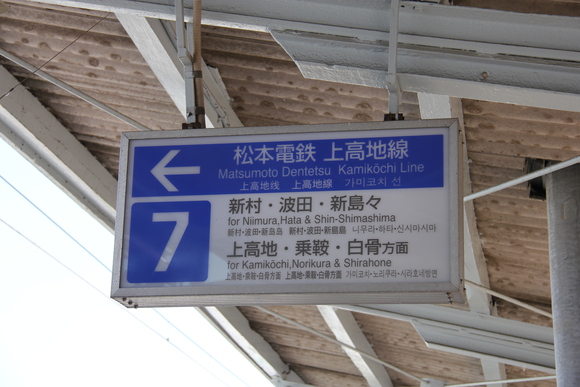 ← 松本電鉄 上高地線
Matsumoto Dentetsu Kamikōchi Line
上高地线 上高地線 가미코치 선
7
新村・波田・新島々
for Niimura,Hata & Shin-Shimashima
新村・波田・新岛岛 新村・波田・新島島 니무라・하타・신시마시마
上高地・乗鞍・白骨方面
for Kamikōchi,Norikura & Shirahone
上高地・乗鞍・白骨方面 上高地・乗鞍・白骨方面 가미코치・노리쿠라・시라호네방면